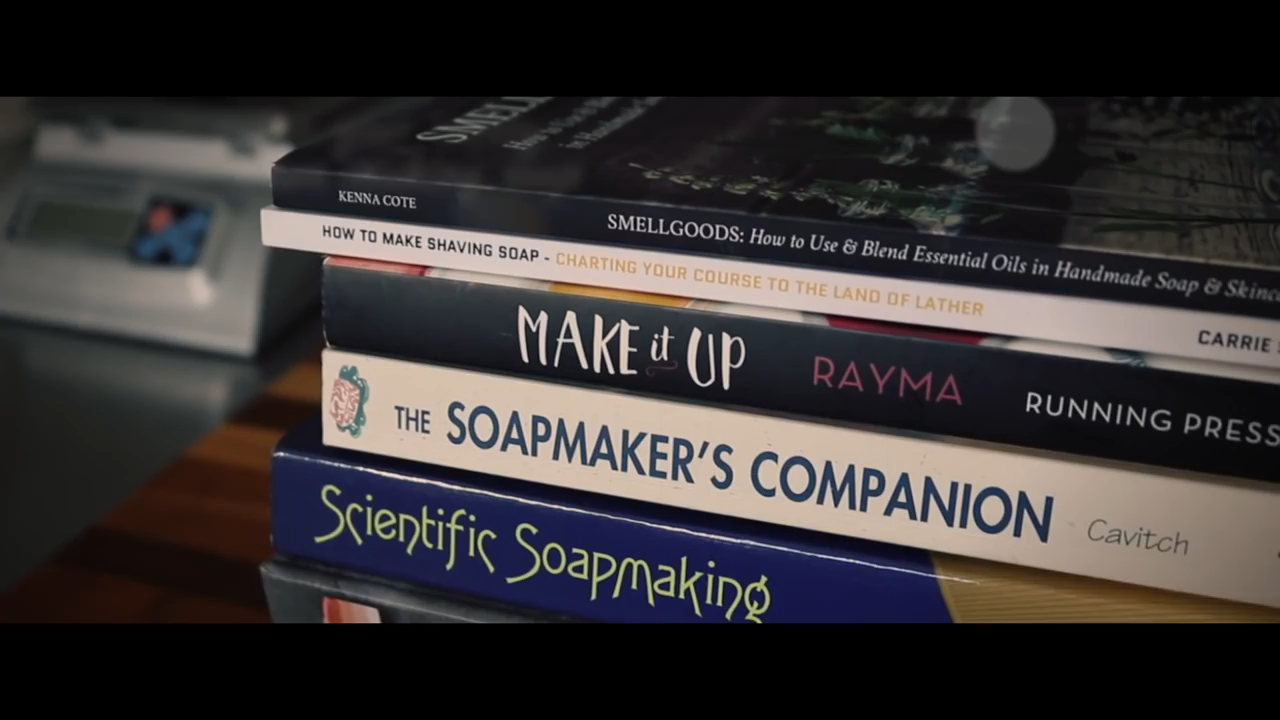 SMELL
KENNA COTE
SMELLGOODS: How to Use & Blend Essential Oils in Handmade Soap &
HOW TO MAKE SHAVING SOAP - CHARTING YOUR COURSE TO THE LAND OF LATHER
CARRIE
MAKE it UP RAYMA RUNNING PRESS
THE SOAPMAKER'S COMPANION Cavitch
Scientific Soapmaking